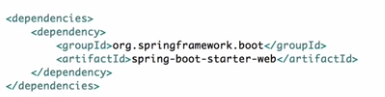 <dependencies>
    <dependency>
        <groupId>org.springframework.boot</groupId>
        <artifactId>spring-boot-starter-web</artifactId>
    </dependency>
</dependencies>